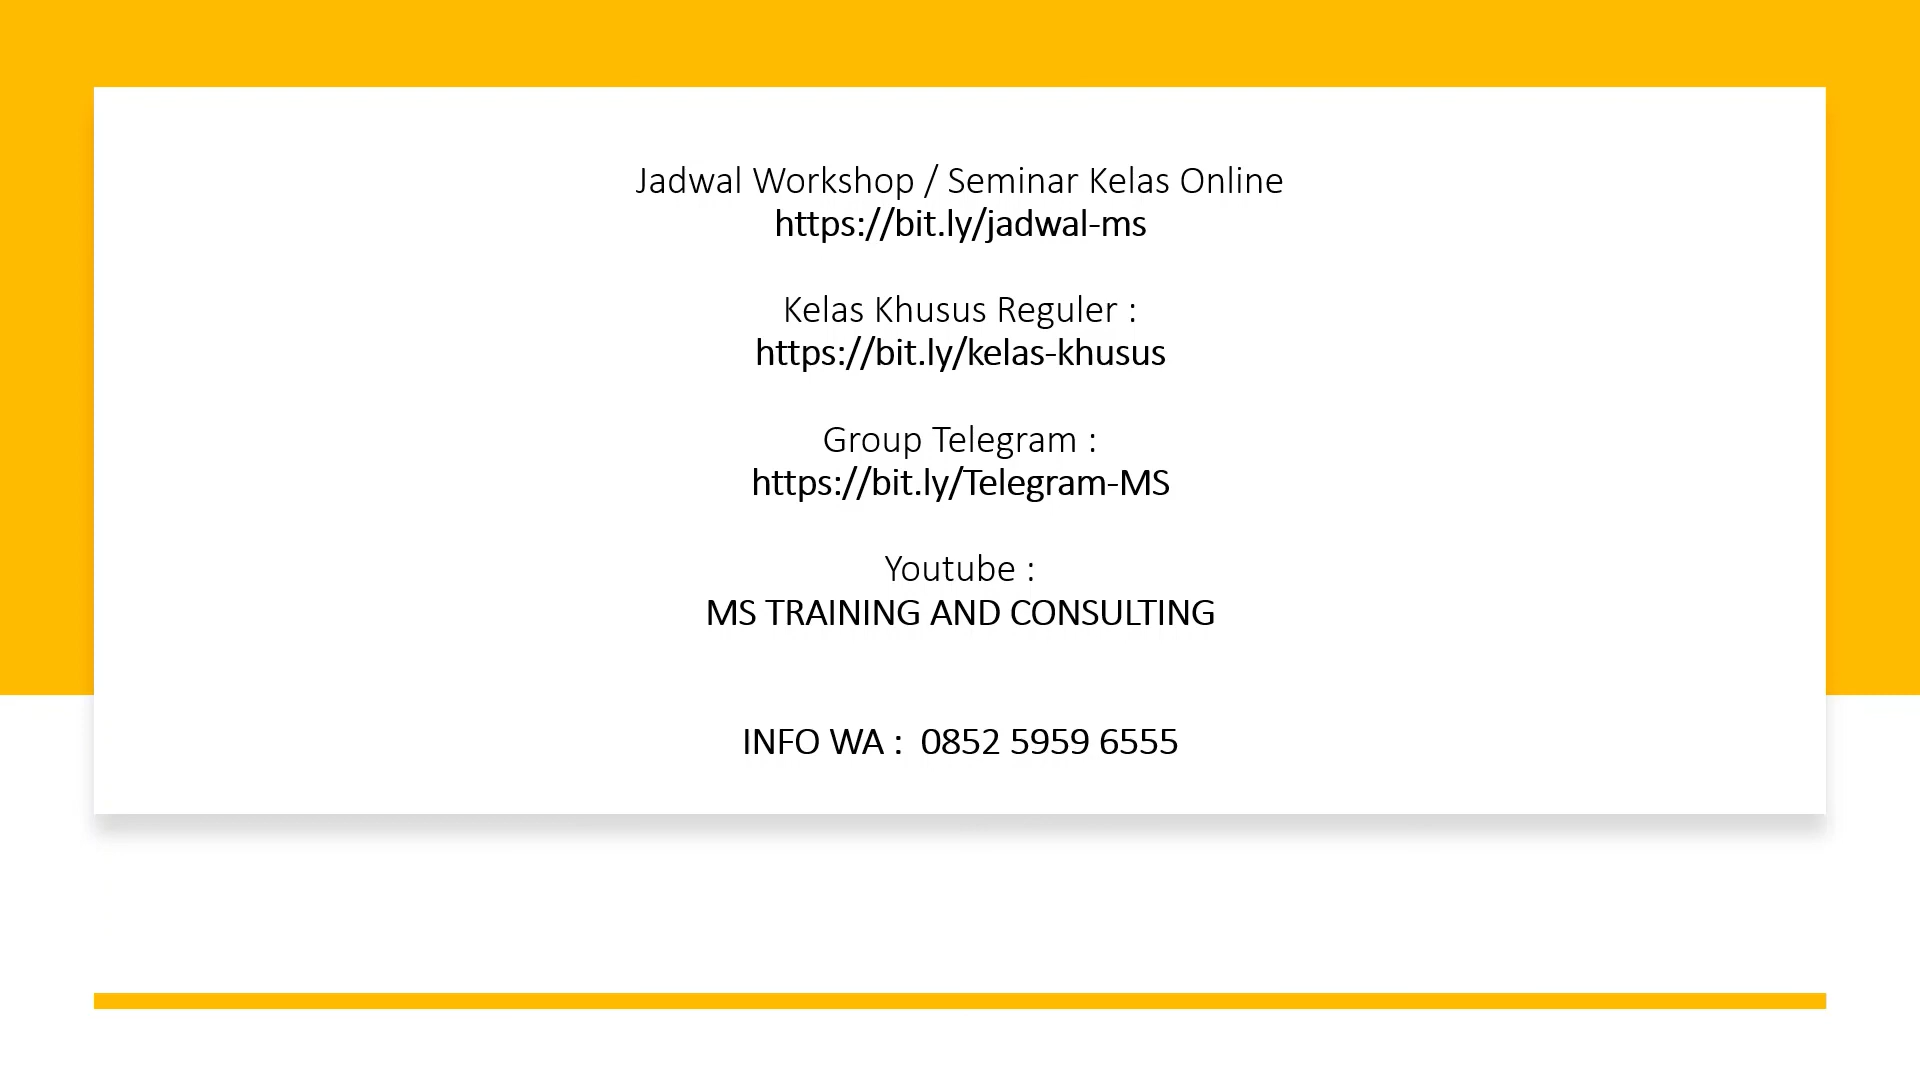 Jadwal Workshop / Seminar Kelas Online
https://bit.ly/jadwal-ms
Kelas Khusus Reguler :
https://bit.ly/kelas-khusus
Group Telegram :
https://bit.ly/Telegram-MS
Youtube :
MS TRAINING AND CONSULTING
INFO WA :  0852 5959 6555